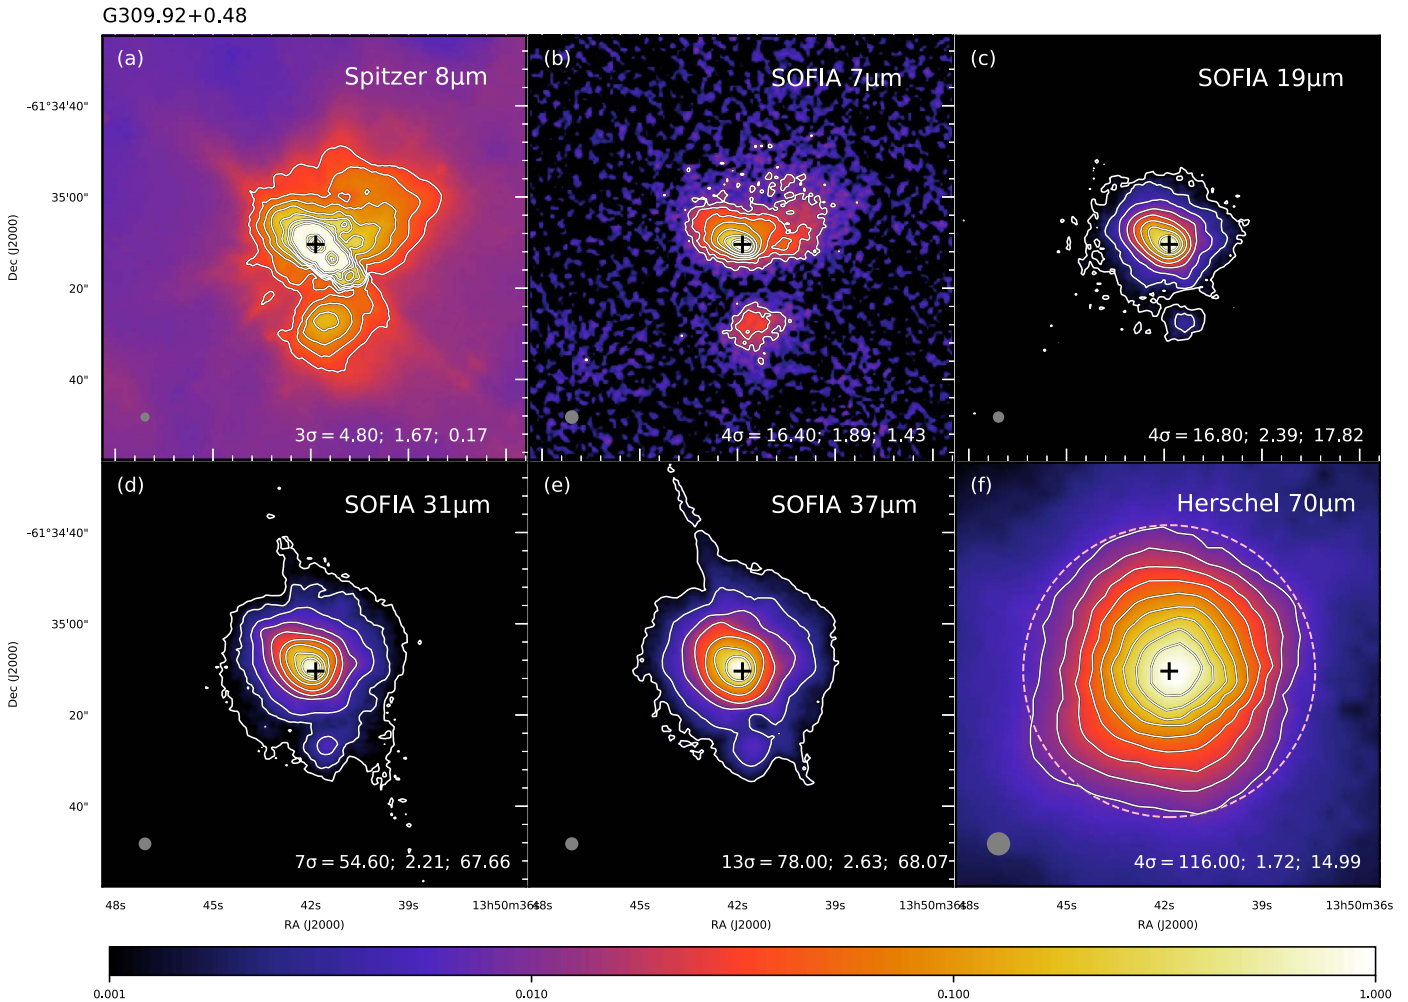 G309.92+0.48
(a)
Spitzer 8μm
(b)
SOFIA 7μm
(c)
SOFIA 19μm
-61°34'40"
35'00"
20"
40"
Dec (J2000)
3σ = 4.80; 1.67; 0.17
4σ = 16.40; 1.89; 1.43
4σ = 16.80; 2.39; 17.82
(d)
SOFIA 31μm
(e)
SOFIA 37μm
(f)
Herschel 70μm
-61°34'40"
35'00"
20"
40"
Dec (J2000)
7σ = 54.60; 2.21; 67.66
13σ = 78.00; 2.63; 68.07
4σ = 116.00; 1.72; 14.99
48s 45s 42s 39s 13h50m36s
48s 45s 42s 39s 13h50m36s
48s 45s 42s 39s 13h50m36s
RA (J2000) RA (J2000) RA (J2000)
0.001 0.010 0.100 1.000